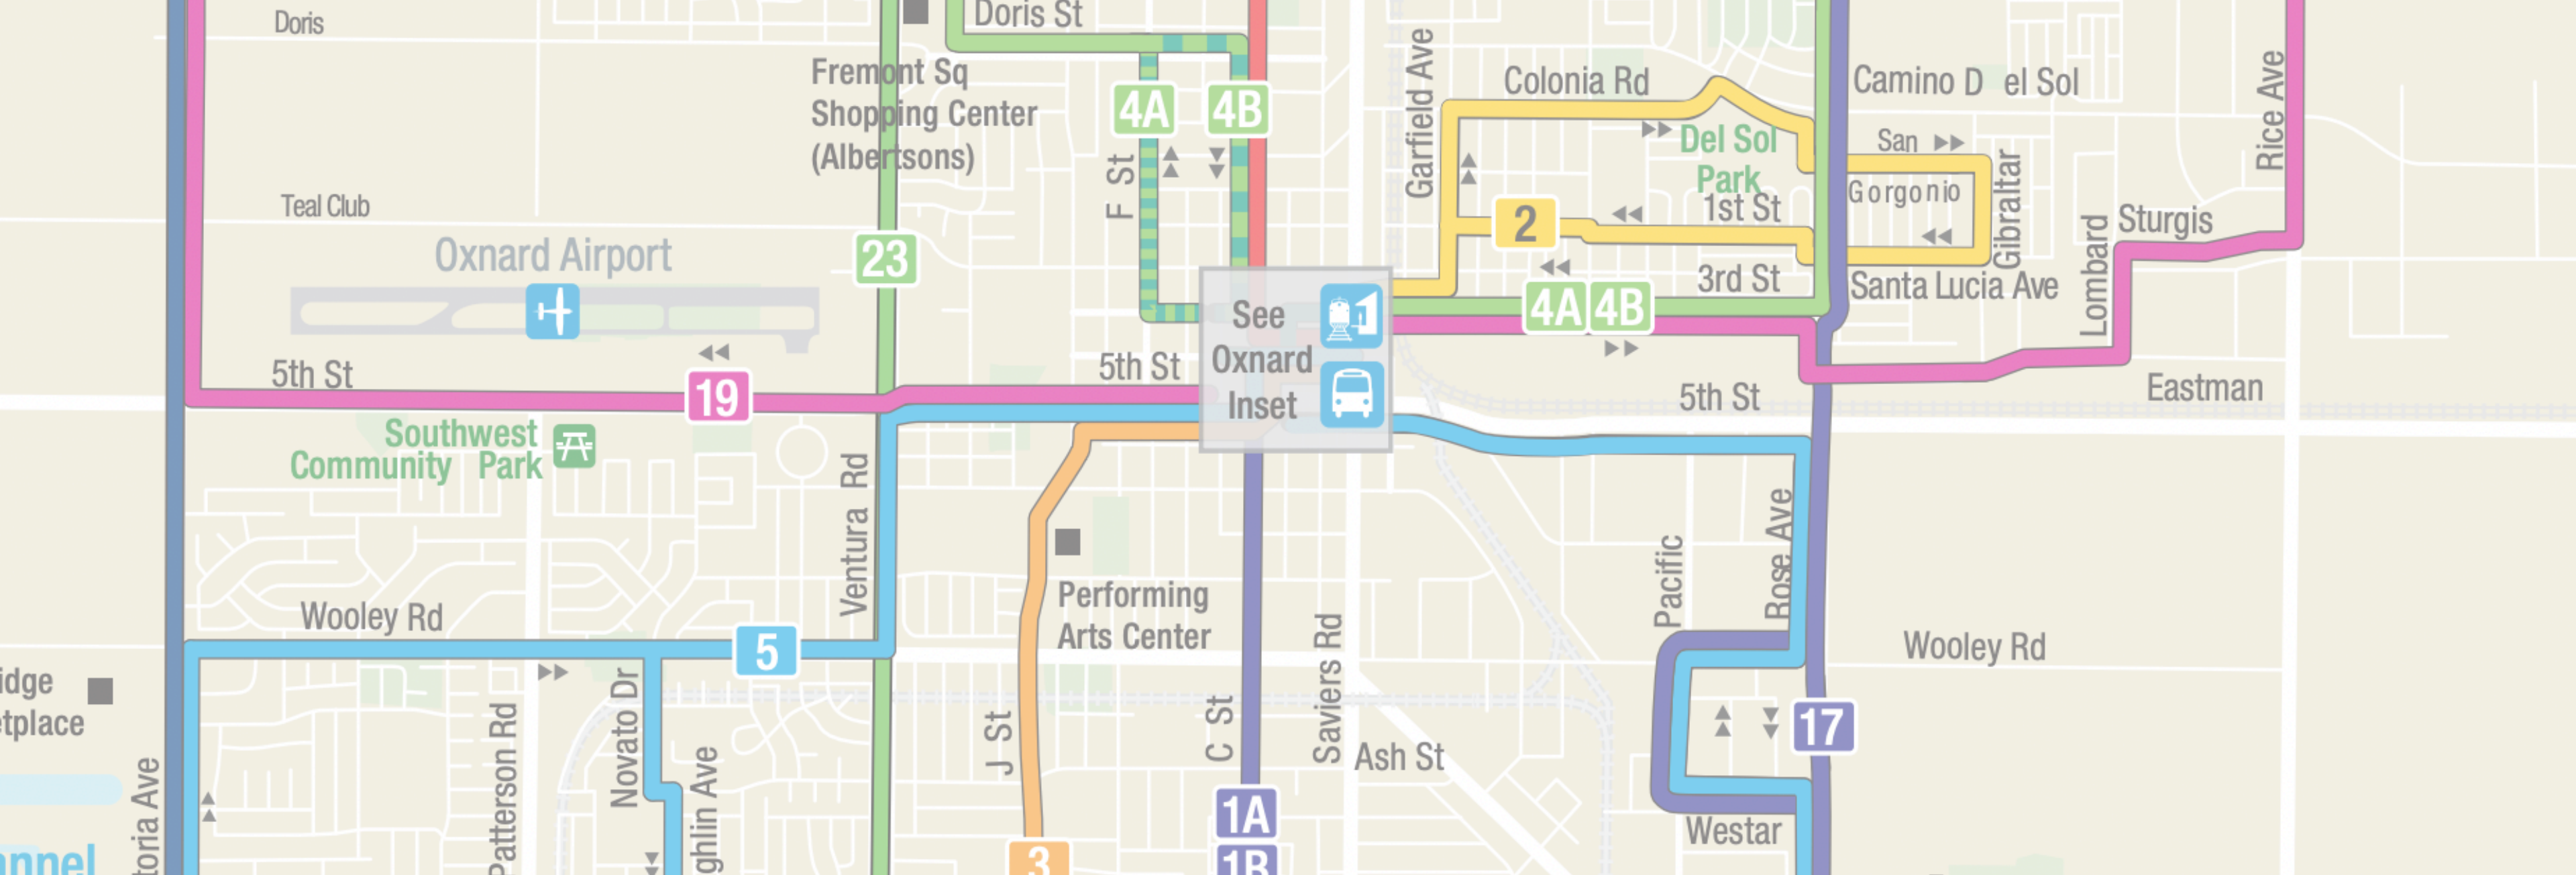 Doris
Doris St
Fremont Sq
Shopping Center
(Albertsons)
4A
4B
F St
Garfield Ave
Colonia Rd
Del Sol
Park
Camino D el Sol
San
Gorgonio
Gibraltar
Rice Ave
Teal Club
Oxnard Airport
23
2
1st St
3rd St
4A
4B
Santa Lucia Ave
Lombard
Sturgis
See
Oxnard
Inset
5th St
19
5th St
5th St
Eastman
Southwest
Community Park
Ventura Rd
Performing
Arts Center
Pacific
Rose Ave
Wooley Rd
5
Wooley Rd
idge
etplace
Novato Dr
J St
C St
Saviers Rd
Ash St
17
toria Ave
Patterson Rd
ghlin Ave
1A
1B
3
Westar
annel